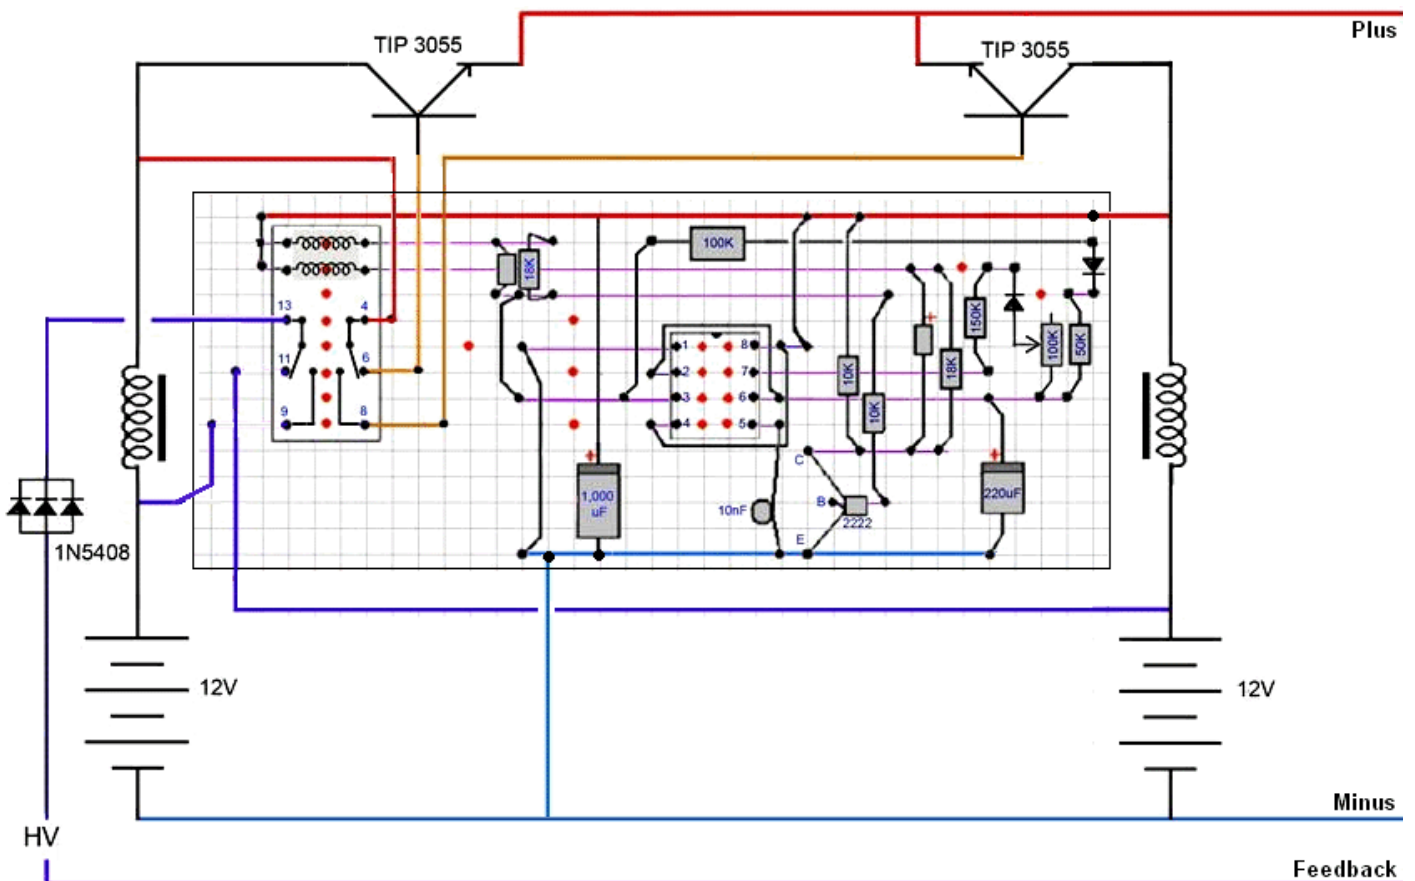 Plus
TIP 3055
TIP 3055
100K
18K
13
4
+
150K
1
8
100K
50K
11
6
2
7
10K
18K
3
6
9
8
10K
4
5
+
C
+
1,000
uF
B
220uF
10nF
2222
E
1N5408
12V
12V
Minus
HV
Feedback